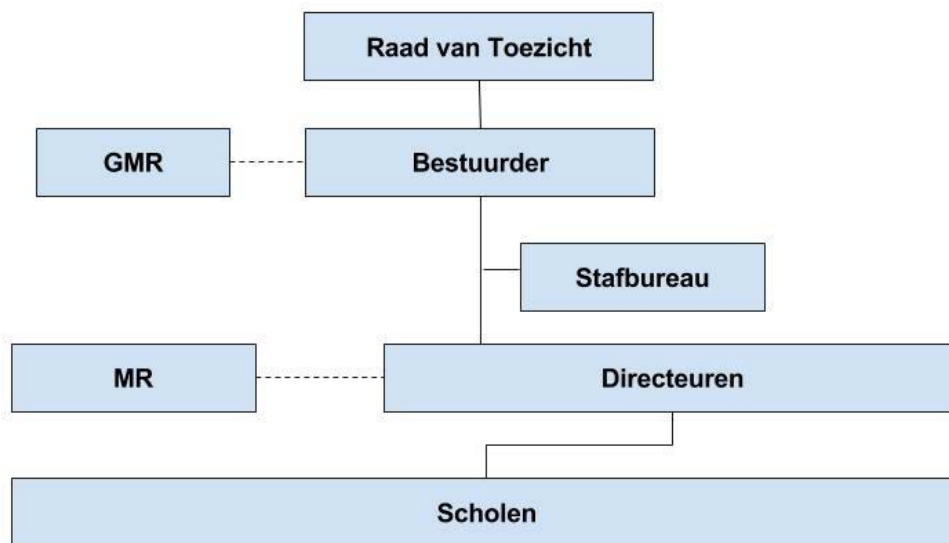 Raad van Toezicht
GMR
Bestuurder
Stafbureau
MR
Directeuren
Scholen